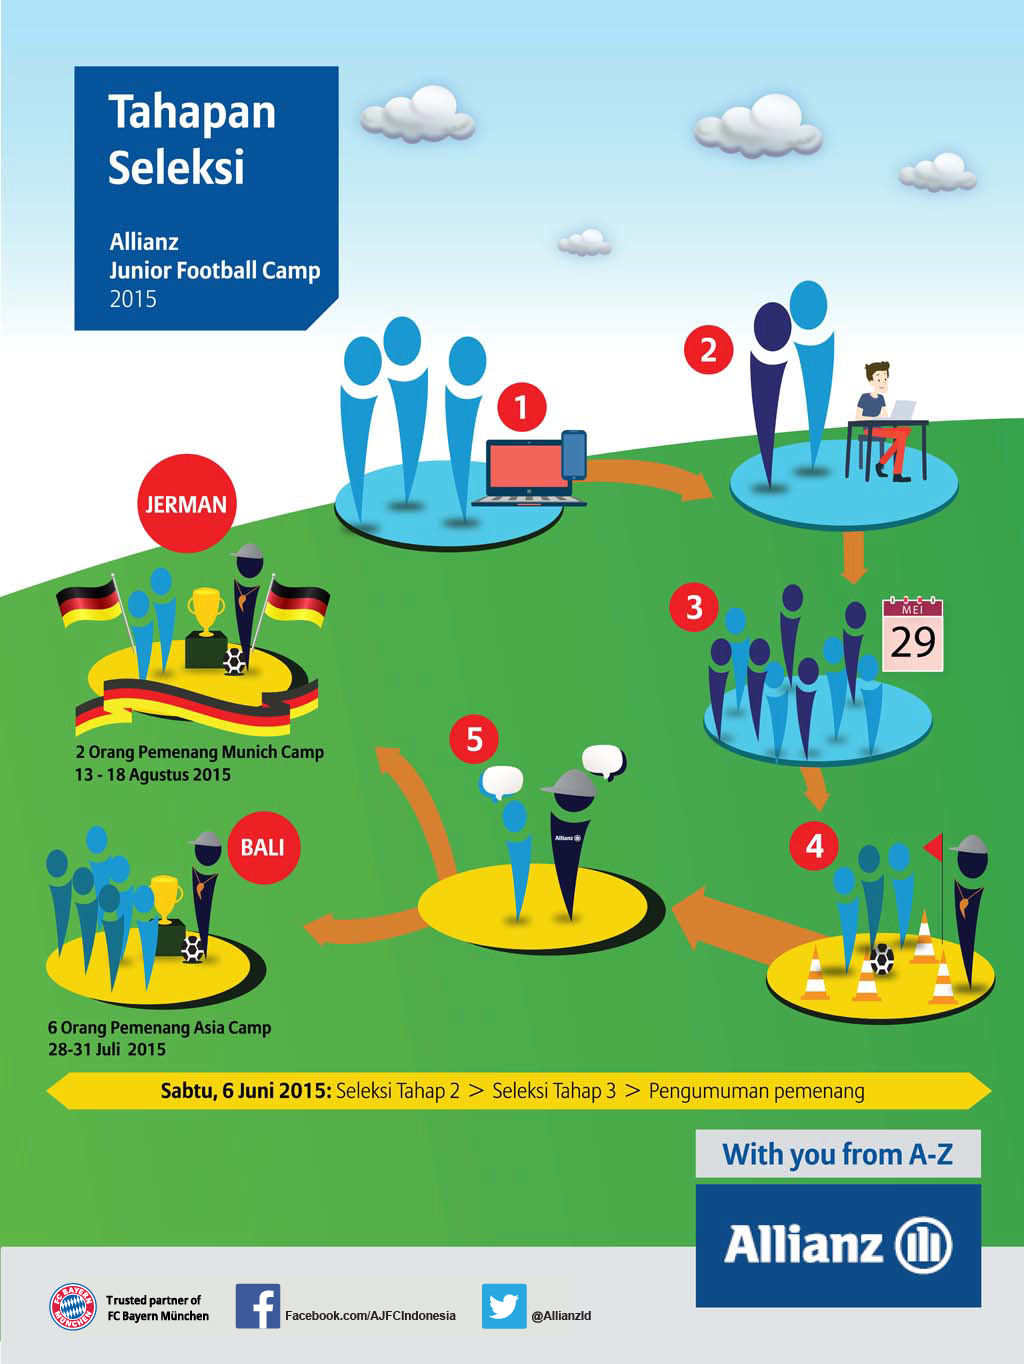 Tahapan
Seleksi
Allianz
Junior Football Camp
2015
1
2
JERMAN
3
MEI
29
2 Orang Pemenang Munich Camp
13 - 18 Agustus 2015
5
Allianz
4
BALI
6 Orang Pemenang Asia Camp
28-31 Juli 2015
Sabtu, 6 Juni 2015: Seleksi Tahap 2 > Seleksi Tahap 3 > Pengumuman pemenang
With you from A-Z
Allianz
FC BAYERN
MÜNCHEN
Trusted partner of
FC Bayern München
Facebook.com/AJFCIndonesia
@AllianzId